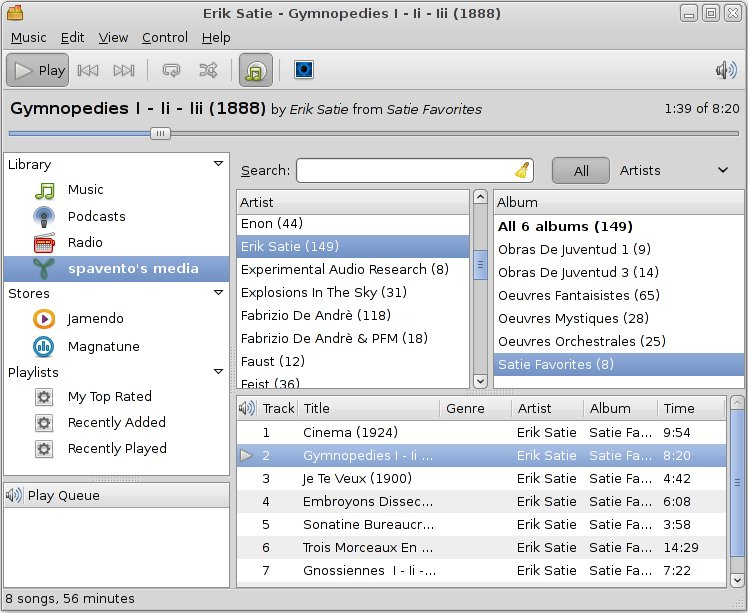 Erik Satie - Gymnopedies I - Ii - Iii (1888)
Music Edit View Control Help
Play
Gymnopedies I - Ii - Iii (1888) by Erik Satie from Satie Favorites 1:39 of 8:20
Library
Music
Podcasts
Radio
spavento's media
Stores
Jamendo
Magnatune
Playlists
My Top Rated
Recently Added
Recently Played
Play Queue
Search: All Artists
Artist
Enon (44)
Erik Satie (149)
Experimental Audio Research (8)
Explosions In The Sky (31)
Fabrizio De Andrè (118)
Fabrizio De Andrè & PFM (18)
Faust (12)
Feist (36)
Album
All 6 albums (149)
Obras De Juventud 1 (9)
Obras De Juventud 3 (14)
Oeuvres Fantaisistes (65)
Oeuvres Mystiques (28)
Oeuvres Orchestrales (25)
Satie Favorites (8)
Track Title Genre Artist Album Time
1 Cinema (1924) Erik Satie Satie Fa... 9:54
2 Gymnopedies I - Ii ... Erik Satie Satie Fa... 8:20
3 Je Te Veux (1900) Erik Satie Satie Fa... 4:42
4 Embroyons Dissec... Erik Satie Satie Fa... 6:08
5 Sonatine Bureaucr... Erik Satie Satie Fa... 3:58
6 Trois Morceaux En ... Erik Satie Satie Fa... 14:29
7 Gnossiennes I - Ii -... Erik Satie Satie Fa... 7:22
8 songs, 56 minutes